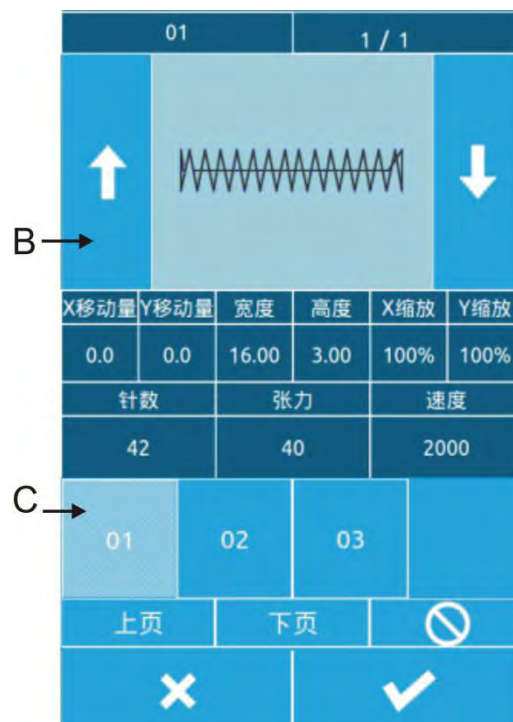 01 1 / 1
B
X移动量 Y移动量 宽度 高度 X缩放 Y缩放
0.0 0.0 16.00 3.00 100% 100%
针数 张力 速度
42 40 2000
C
01 02 03
上页 下页